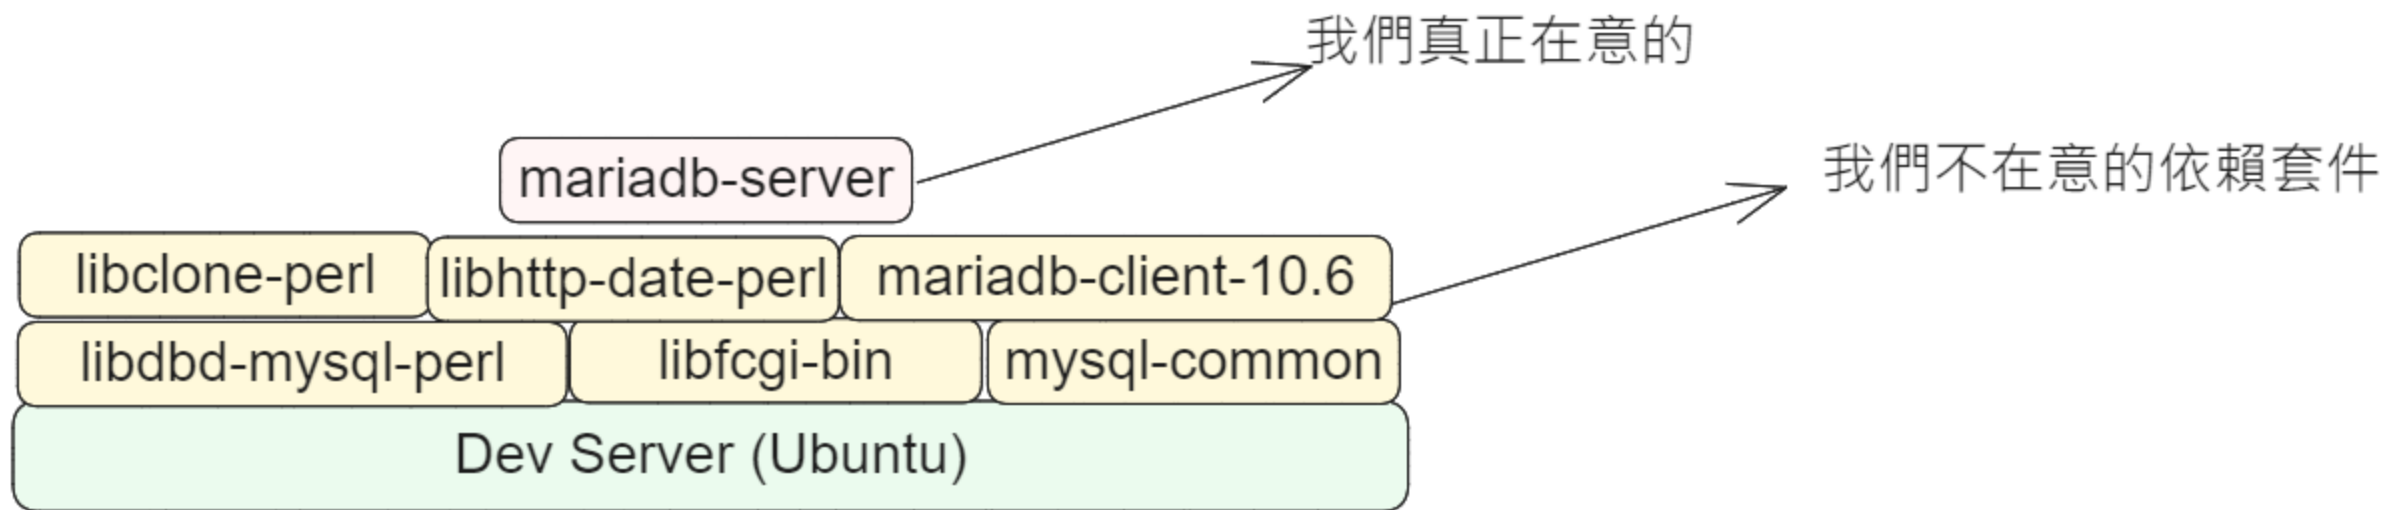 我們真正在意的
我們不在意的依賴套件
mariadb-server
libclone-perl
libhttp-date-perl
mariadb-client-10.6
libdbd-mysql-perl
libfcgi-bin
mysql-common
Dev Server (Ubuntu)